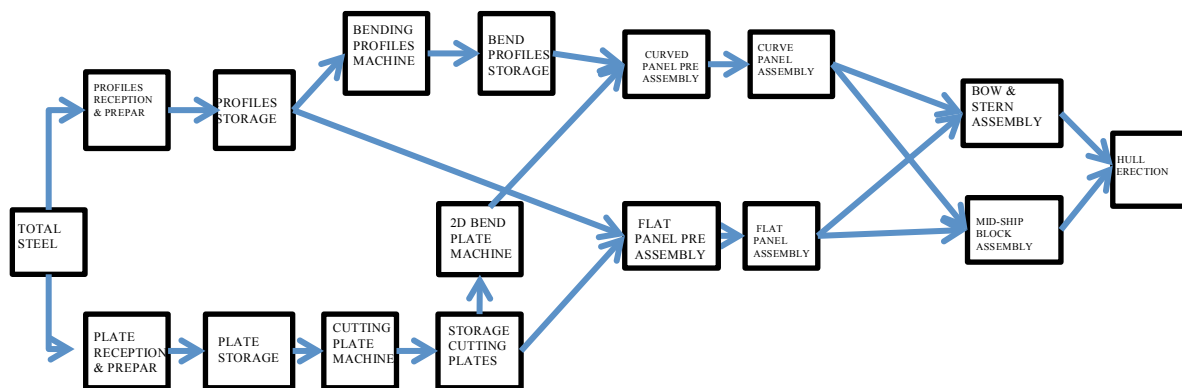 BENDING
PROFILES
MACHINE
BEND
PROFILES
STORAGE
CURVED
PANEL PRE
ASSEMBLY
CURVE
PANEL
ASSEMBLY
PROFILES
RECEPTION
& PREPAR
PROFILES
STORAGE
BOW &
STERN
ASSEMBLY
HULL
ERECTION
TOTAL
STEEL
2D BEND
PLATE
MACHINE
FLAT
PANEL PRE
ASSEMBLY
FLAT
PANEL
ASSEMBLY
MID-SHIP
BLOCK
ASSEMBLY
PLATE
RECEPTION
& PREPAR
PLATE
STORAGE
CUTTING
PLATE
MACHINE
STORAGE
CUTTING
PLATES